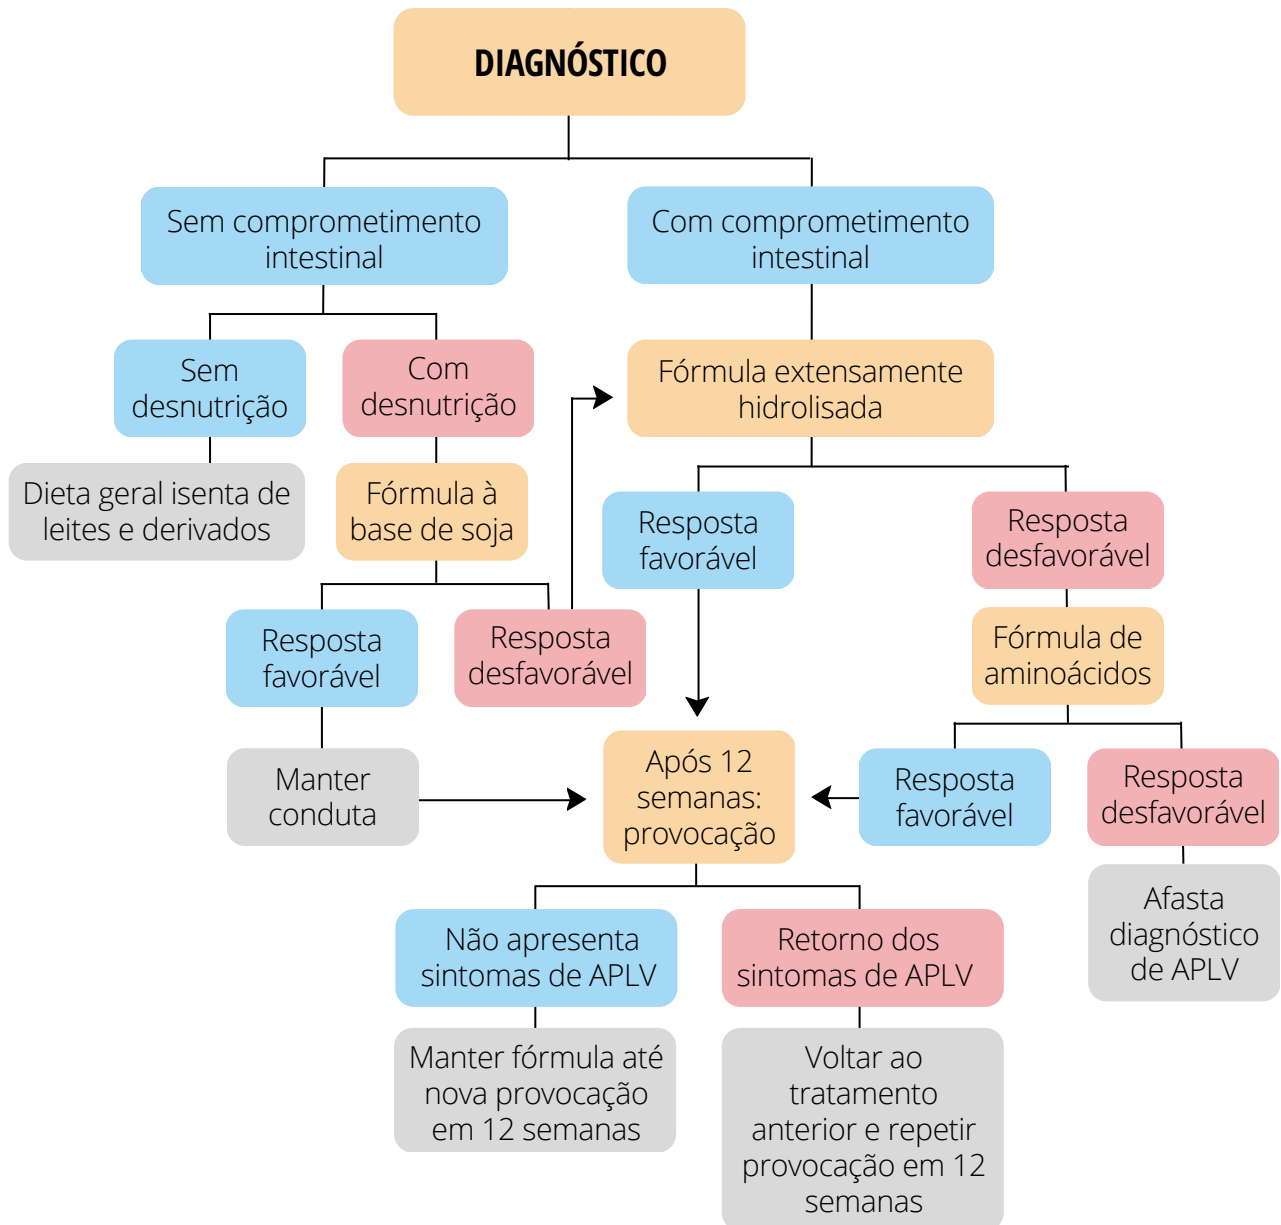 DIAGNÓSTICO
Sem comprometimento
intestinal
Com comprometimento
intestinal
Sem
desnutrição
Com
desnutrição
Fórmula extensamente
hidrolisada
Dieta geral isenta de
leites e derivados
Fórmula à
base de soja
Resposta
favorável
Resposta
desfavorável
Resposta
favorável
Resposta
desfavorável
Fórmula de
aminoácidos
Manter
conduta
Após 12
semanas:
provocação
Resposta
favorável
Resposta
desfavorável
Não apresenta
sintomas de APLV
Retorno dos
sintomas de APLV
Afasta
diagnóstico
de APLV
Manter fórmula até
nova provocação
em 12 semanas
Voltar ao
tratamento
anterior e repetir
provocação em 12
semanas